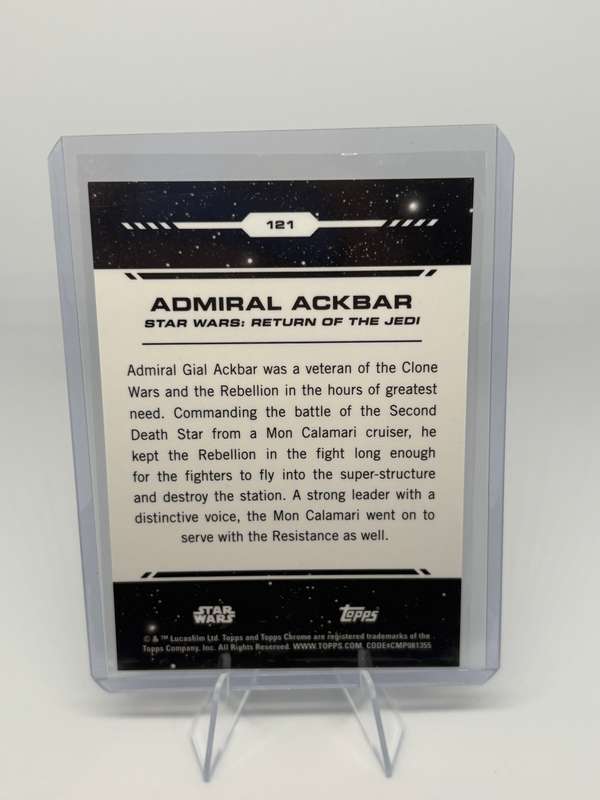 121
ADMIRAL ACKBAR
STAR WARS: RETURN OF THE JEDI
Admiral Gial Ackbar was a veteran of the Clone
Wars and the Rebellion in the hours of greatest
need. Commanding the battle of the Second
Death Star from a Mon Calamari cruiser, he
kept the Rebellion in the fight long enough
for the fighters to fly into the super-structure
and destroy the station. A strong leader with a
distinctive voice, the Mon Calamari went on to
serve with the Resistance as well.
STAR WARS
Topps
© & ™ Lucasfilm Ltd. Topps and Topps Chrome are registered trademarks of the
Topps Company, Inc. All Rights Reserved. WWW.TOPPS.COM. CODE#CMP081355